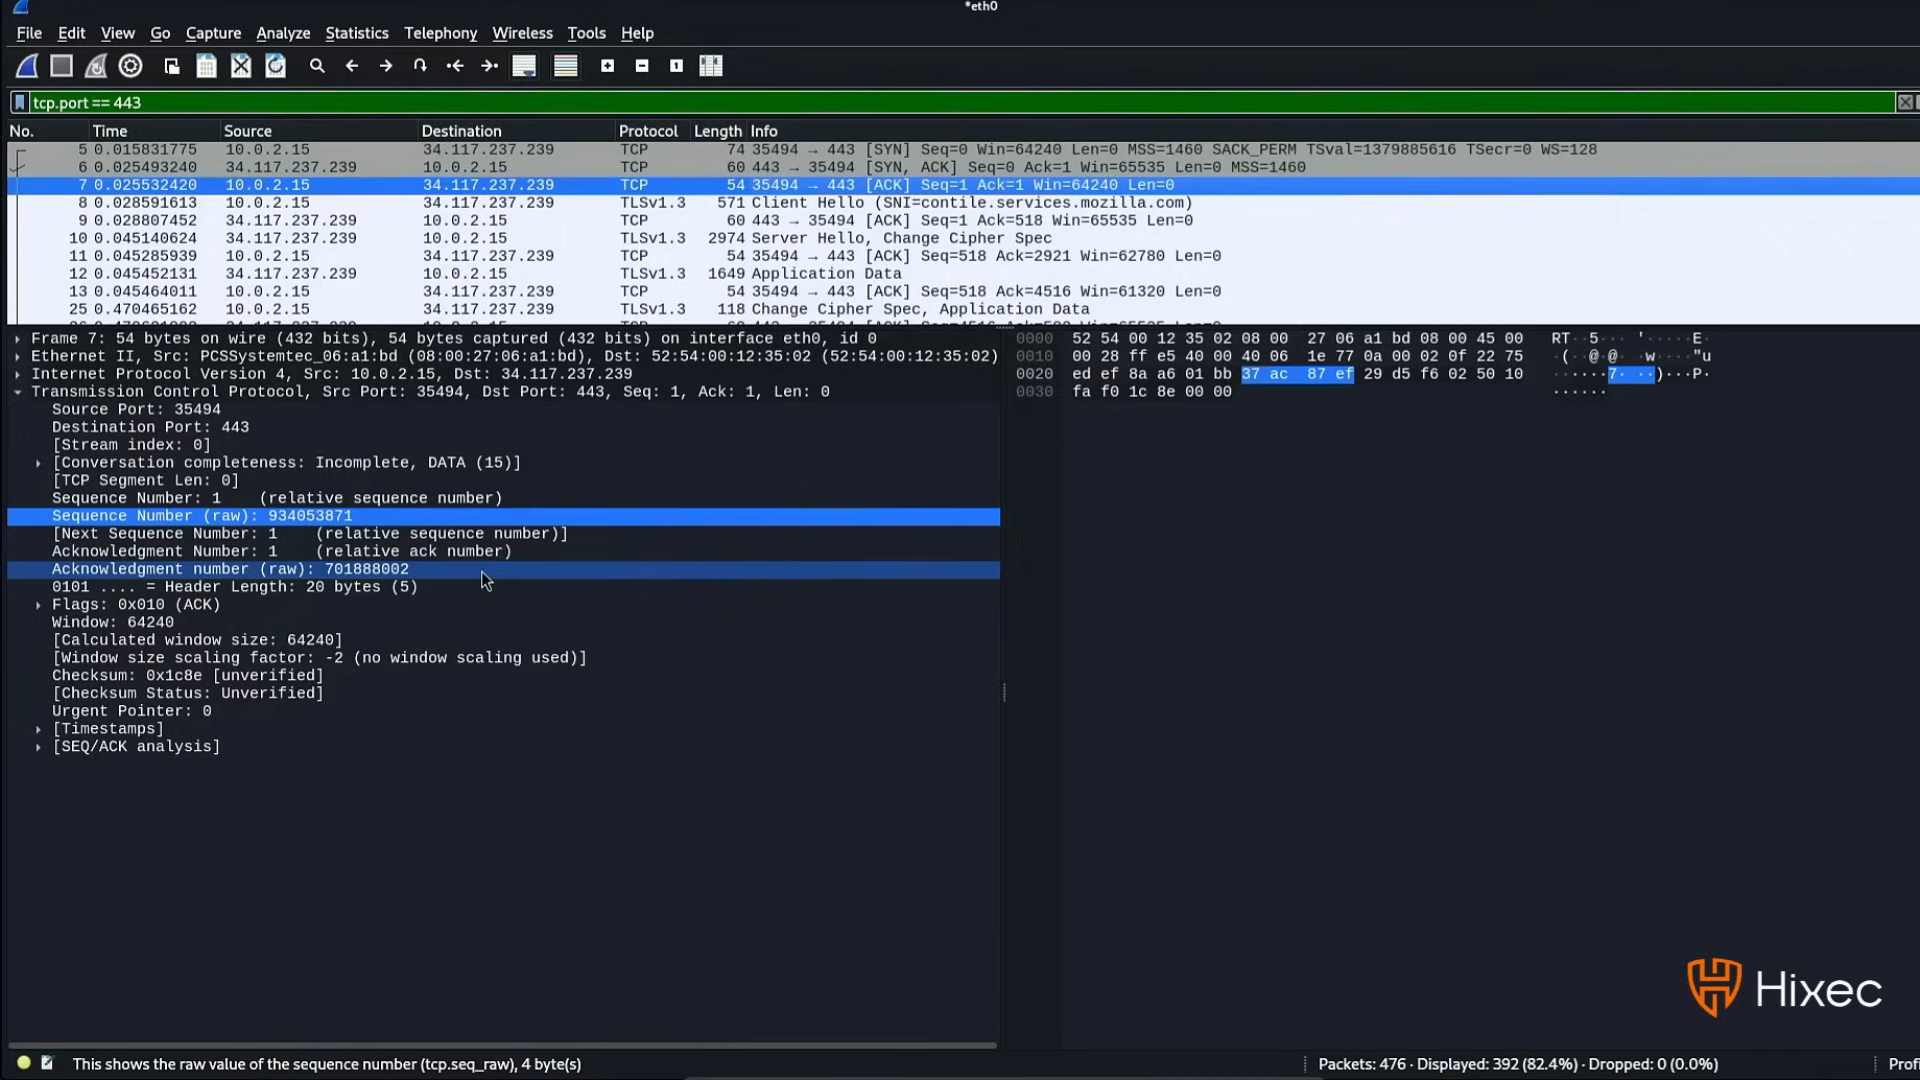 *eth0
File Edit View Go Capture Analyze Statistics Telephony Wireless Tools Help
tcp.port == 443
No. Time Source Destination Protocol Length Info
5 0.015831775 10.0.2.15 34.117.237.239 TCP 74 35494 → 443 [SYN] Seq=0 Win=64240 Len=0 MSS=1460 SACK_PERM TSval=1379885616 TSecr=0 WS=128
6 0.025493240 34.117.237.239 10.0.2.15 TCP 60 443 → 35494 [SYN, ACK] Seq=0 Ack=1 Win=65535 Len=0 MSS=1460
7 0.025532420 10.0.2.15 34.117.237.239 TCP 54 35494 → 443 [ACK] Seq=1 Ack=1 Win=64240 Len=0
8 0.028591613 10.0.2.15 34.117.237.239 TLSv1.3 571 Client Hello (SNI=contile.services.mozilla.com)
9 0.028807452 34.117.237.239 10.0.2.15 TCP 60 443 → 35494 [ACK] Seq=1 Ack=518 Win=65535 Len=0
10 0.045140624 34.117.237.239 10.0.2.15 TLSv1.3 2974 Server Hello, Change Cipher Spec
11 0.045285939 10.0.2.15 34.117.237.239 TCP 54 35494 → 443 [ACK] Seq=518 Ack=2921 Win=62780 Len=0
12 0.045452131 34.117.237.239 10.0.2.15 TLSv1.3 1649 Application Data
13 0.045464011 10.0.2.15 34.117.237.239 TCP 54 35494 → 443 [ACK] Seq=518 Ack=4516 Win=61320 Len=0
25 0.470465162 10.0.2.15 34.117.237.239 TLSv1.3 118 Change Cipher Spec, Application Data
Frame 7: 54 bytes on wire (432 bits), 54 bytes captured (432 bits) on interface eth0, id 0
Ethernet II, Src: PCSSystemtec_06:a1:bd (08:00:27:06:a1:bd), Dst: 52:54:00:12:35:02 (52:54:00:12:35:02)
Internet Protocol Version 4, Src: 10.0.2.15, Dst: 34.117.237.239
Transmission Control Protocol, Src Port: 35494, Dst Port: 443, Seq: 1, Ack: 1, Len: 0
Source Port: 35494
Destination Port: 443
[Stream index: 0]
[Conversation completeness: Incomplete, DATA (15)]
[TCP Segment Len: 0]
Sequence Number: 1 (relative sequence number)
Sequence Number (raw): 934053871
[Next Sequence Number: 1 (relative sequence number)]
Acknowledgment Number: 1 (relative ack number)
Acknowledgment number (raw): 701888002
0101 .... = Header Length: 20 bytes (5)
Flags: 0x010 (ACK)
Window: 64240
[Calculated window size: 64240]
[Window size scaling factor: -2 (no window scaling used)]
Checksum: 0x1c8e [unverified]
[Checksum Status: Unverified]
Urgent Pointer: 0
[Timestamps]
[SEQ/ACK analysis]
0000 52 54 00 12 35 02 08 00 27 06 a1 bd 08 00 45 00 RT··5···'·····E·
0010 00 28 ff e5 40 00 40 06 1e 77 0a 00 02 0f 22 75 ·(··@·@··w····"u
0020 ed ef 8a a6 01 bb 37 ac 87 ef 29 d5 f6 02 50 10 ······7···)···P·
0030 fa f0 1c 8e 00 00 ······
Hixec
This shows the raw value of the sequence number (tcp.seq_raw), 4 byte(s)
Packets: 476 · Displayed: 392 (82.4%) · Dropped: 0 (0.0%)
Profi